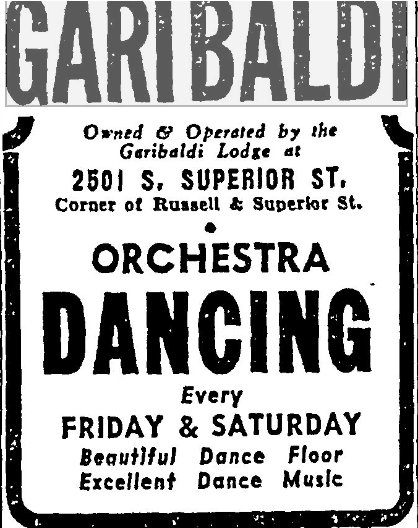 GARIBALDI
Owned & Operated by the
Garibaldi Lodge at
2501 S. SUPERIOR ST.
Corner of Russell & Superior St.
ORCHESTRA
DANCING
Every
FRIDAY & SATURDAY
Beautiful Dance Floor
Excellent Dance Music